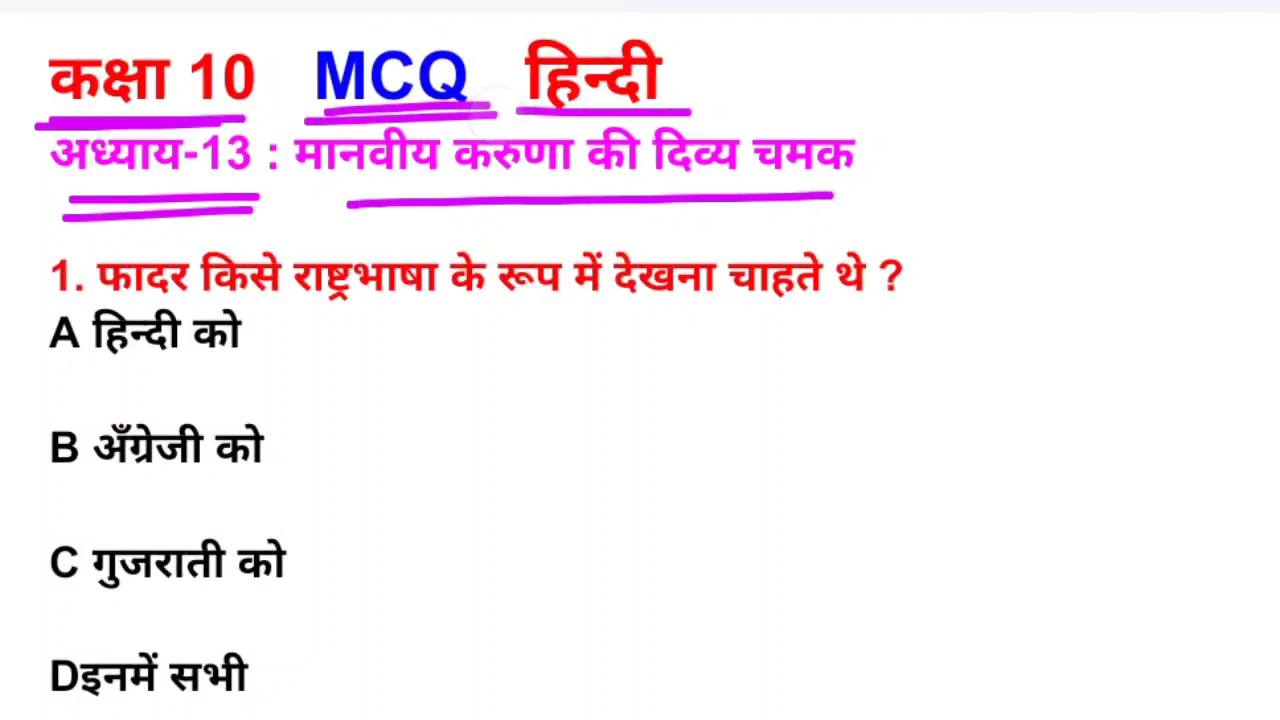 कक्षा 10 MCQ हिन्दी
अध्याय-13 : मानवीय करुणा की दिव्य चमक
1. फादर किसे राष्ट्रभाषा के रूप में देखना चाहते थे ?
A हिन्दी को
B अँग्रेजी को
C गुजराती को
Dइनमें सभी